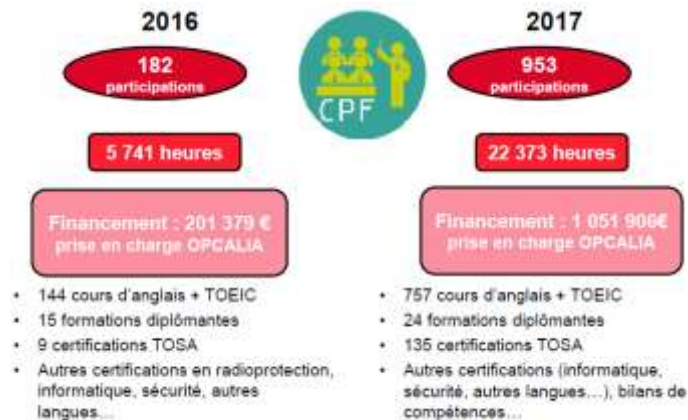 2016
182
participations
5 741 heures
Financement : 201 379 €
prise en charge OPCALIA
• 144 cours d'anglais + TOEIC
• 15 formations diplômantes
• 9 certifications TOSA
• Autres certifications en radioprotection,
informatique, sécurité, autres
langues…
CPF
2017
953
participations
22 373 heures
Financement : 1 051 906€
prise en charge OPCALIA
• 757 cours d'anglais + TOEIC
• 24 formations diplômantes
• 135 certifications TOSA
• Autres certifications (informatique,
sécurité, autres langues…), bilans de
compétences…